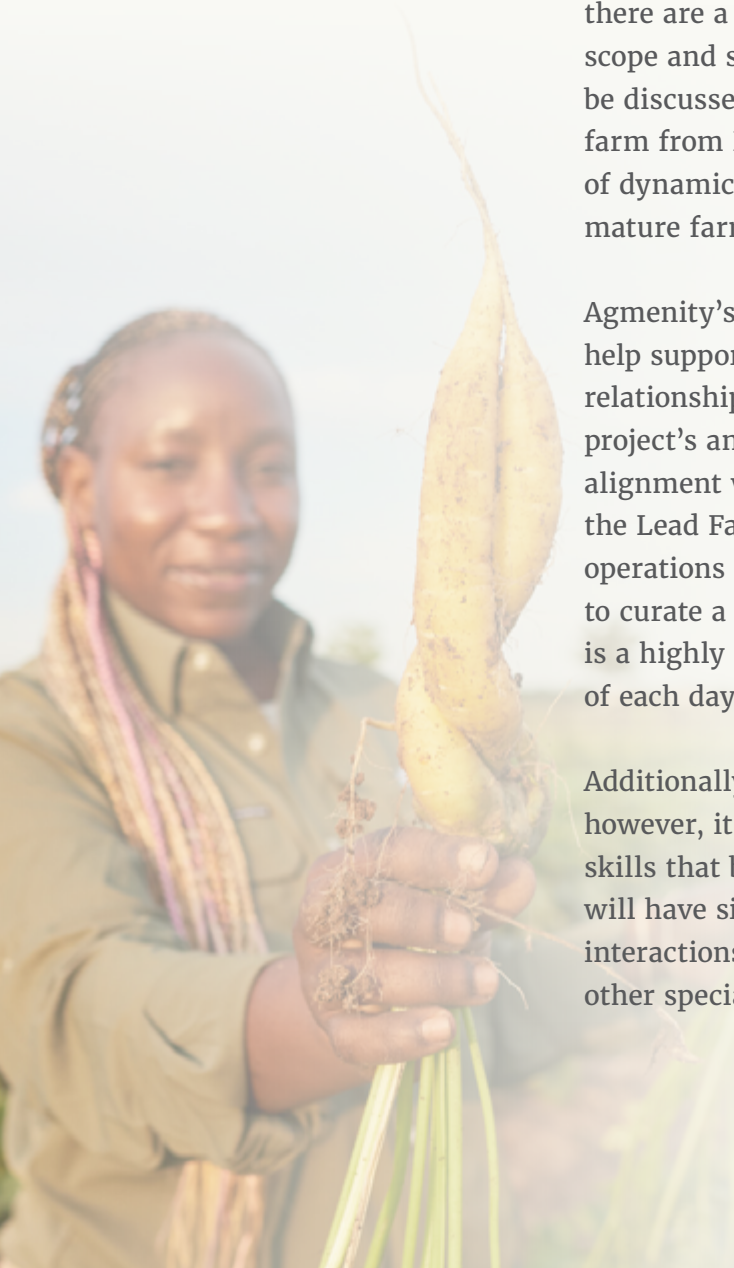 there are a
scope and
be discusse
farm from
of dynamic
mature far
Agmenity’s
help suppor
relationship
project’s an
alignment
the Lead Fa
operations
to curate a
is a highly
of each day
Additionally
however, it
skills that
will have si
interactions
other specia